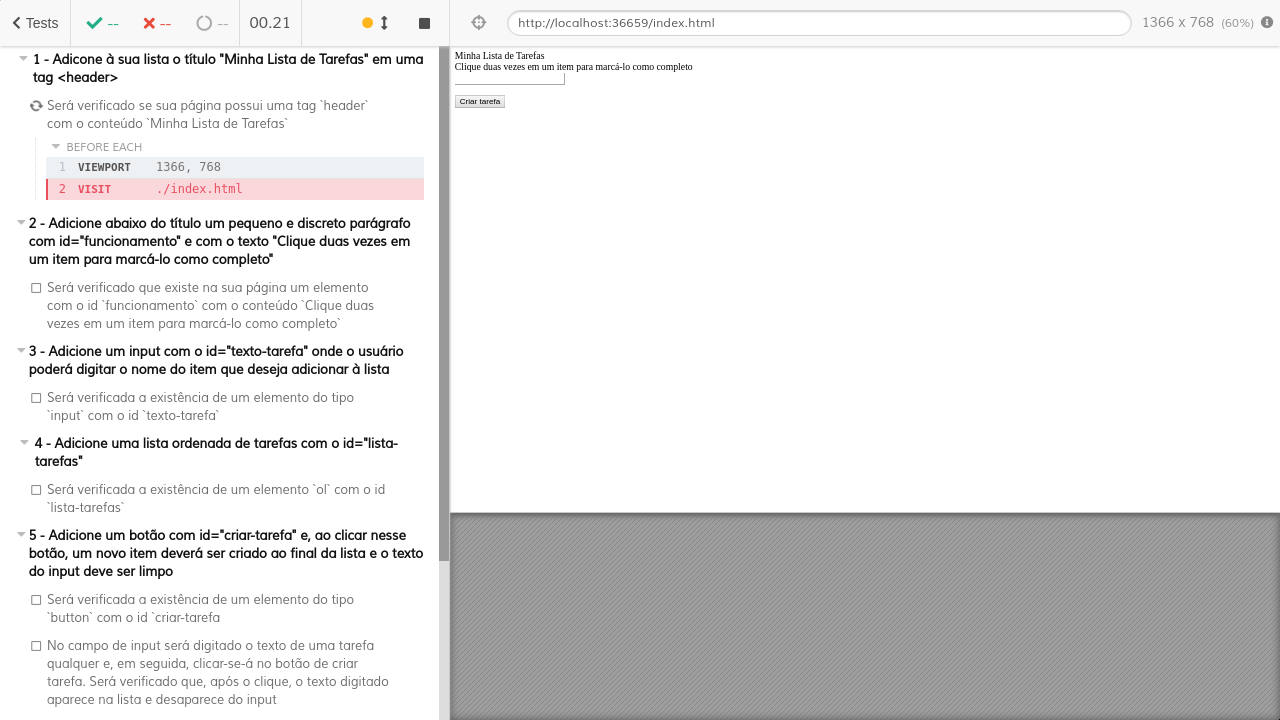 Tests
--
--
--
00.21
http://localhost:36659/index.html
1366 x 768 (60%)
1 - Adicone à sua lista o título "Minha Lista de Tarefas" em uma
tag <header>
Será verificado se sua página possui uma tag `header`
com o conteúdo `Minha Lista de Tarefas`
BEFORE EACH
1 VIEWPORT 1366, 768
2 VISIT ./index.html
2 - Adicione abaixo do título um pequeno e discreto parágrafo
com id="funcionamento" e com o texto "Clique duas vezes em
um item para marcá-lo como completo"
Será verificado que existe na sua página um elemento
com o id `funcionamento` com o conteúdo `Clique duas
vezes em um item para marcá-lo como completo`
3 - Adicione um input com o id="texto-tarefa" onde o usuário
poderá digitar o nome do item que deseja adicionar à lista
Será verificada a existência de um elemento do tipo
`input` com o id `texto-tarefa`
4 - Adicione uma lista ordenada de tarefas com o id="lista-
tarefas"
Será verificada a existência de um elemento `ol` com o id
`lista-tarefas`
5 - Adicione um botão com id="criar-tarefa" e, ao clicar nesse
botão, um novo item deverá ser criado ao final da lista e o texto
do input deve ser limpo
Será verificada a existência de um elemento do tipo
`button` com o id `criar-tarefa
No campo de input será digitado o texto de uma tarefa
qualquer e, em seguida, clicar-se-á no botão de criar
tarefa. Será verificado que, após o clique, o texto digitado
aparece na lista e desaparece do input
Minha Lista de Tarefas
Clique duas vezes em um item para marcá-lo como completo
Criar tarefa